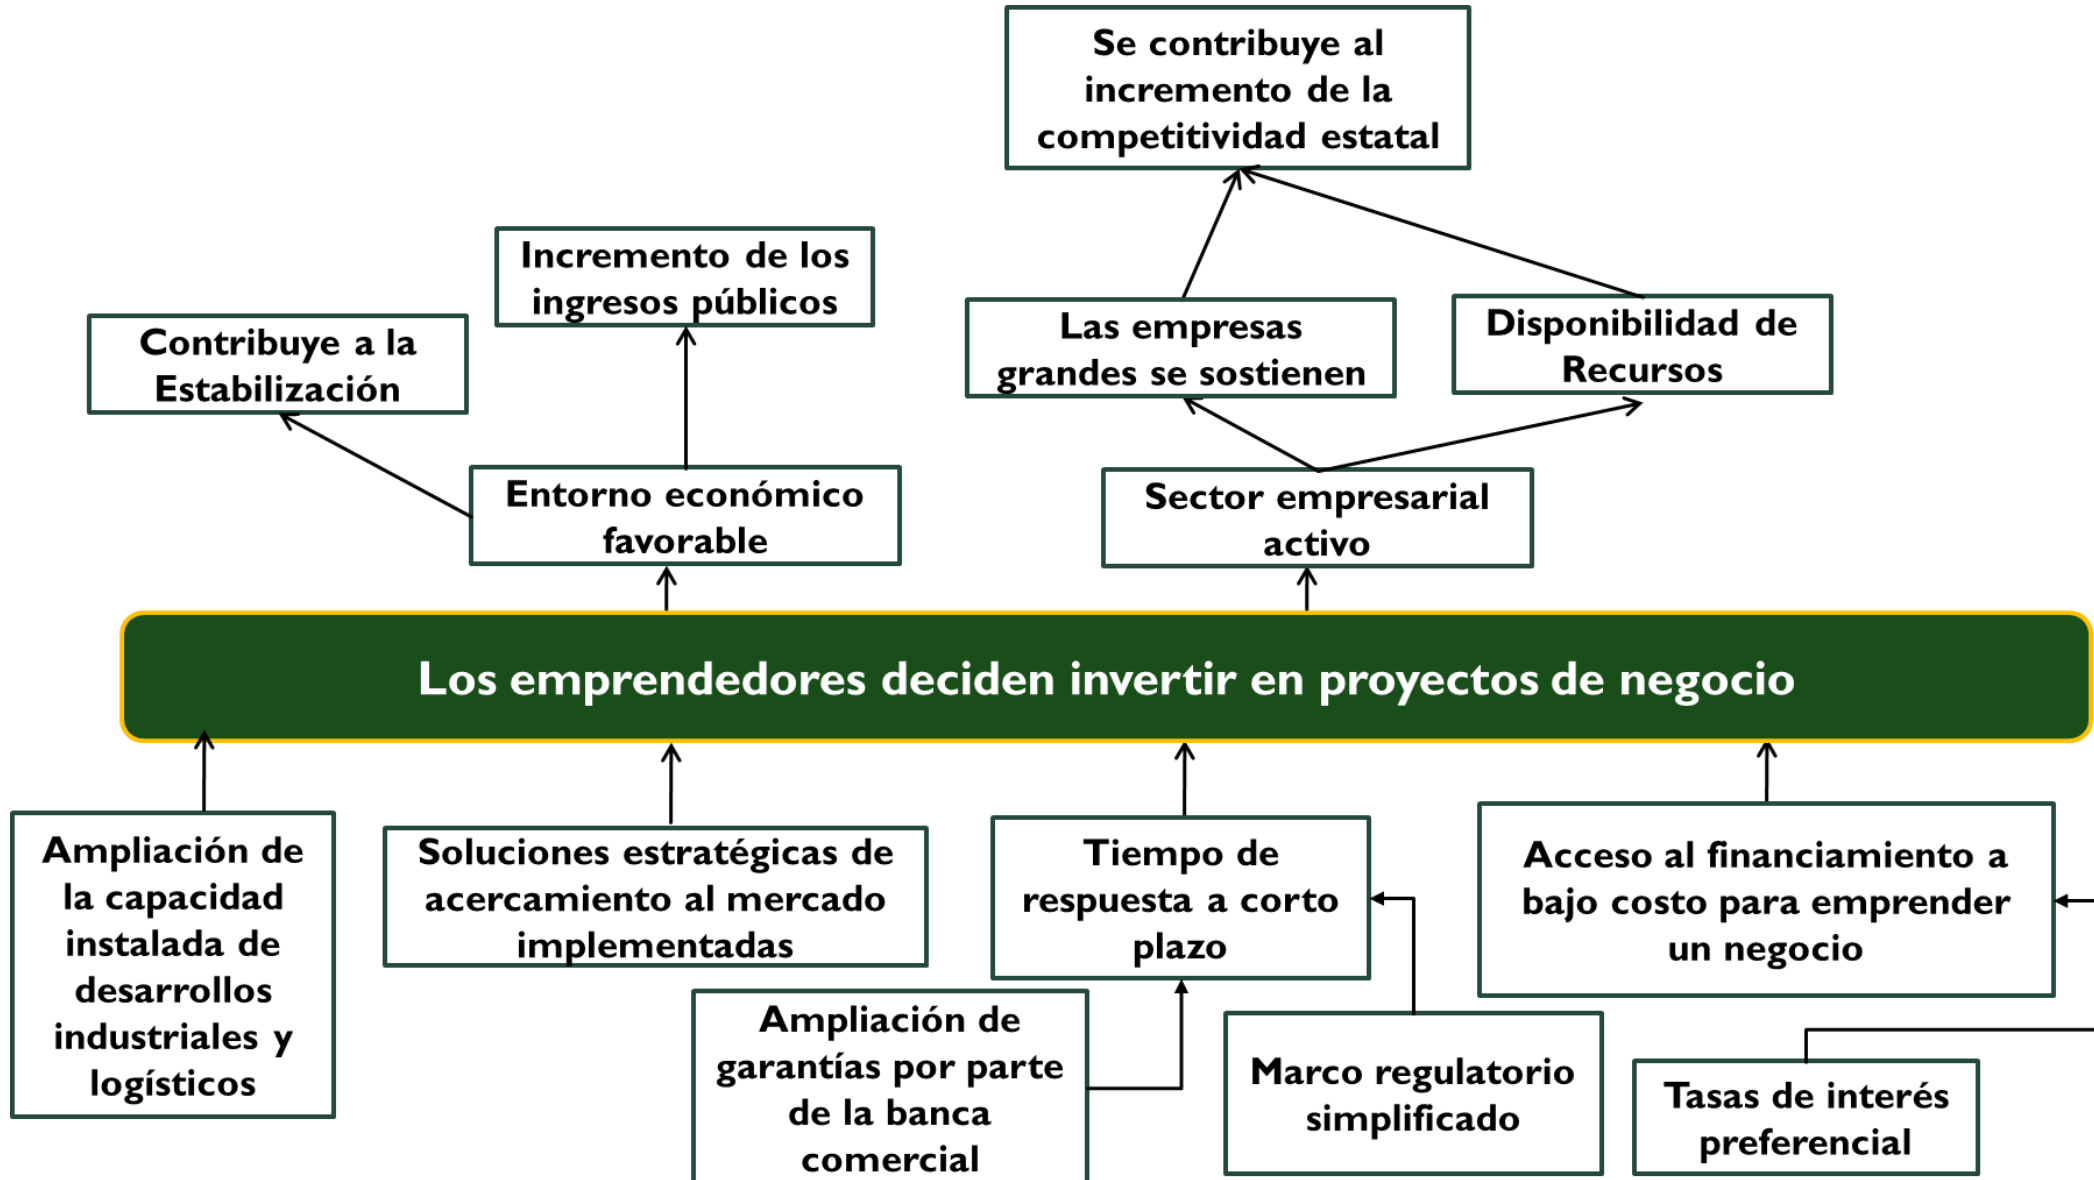 Se contribuye al
incremento de la
competitividad estatal
Incremento de los
ingresos públicos
Contribuye a la
Estabilización
Las empresas
grandes se sostienen
Disponibilidad de
Recursos
Entorno económico
favorable
Sector empresarial
activo
Los emprendedores deciden invertir en proyectos de negocio
Ampliación de
la capacidad
instalada de
desarrollos
industriales y
logísticos
Soluciones estratégicas de
acercamiento al mercado
implementadas
Tiempo de
respuesta a corto
plazo
Acceso al financiamiento a
bajo costo para emprender
un negocio
Ampliación de
garantías por parte
de la banca
comercial
Marco regulatorio
simplificado
Tasas de interés
preferencial